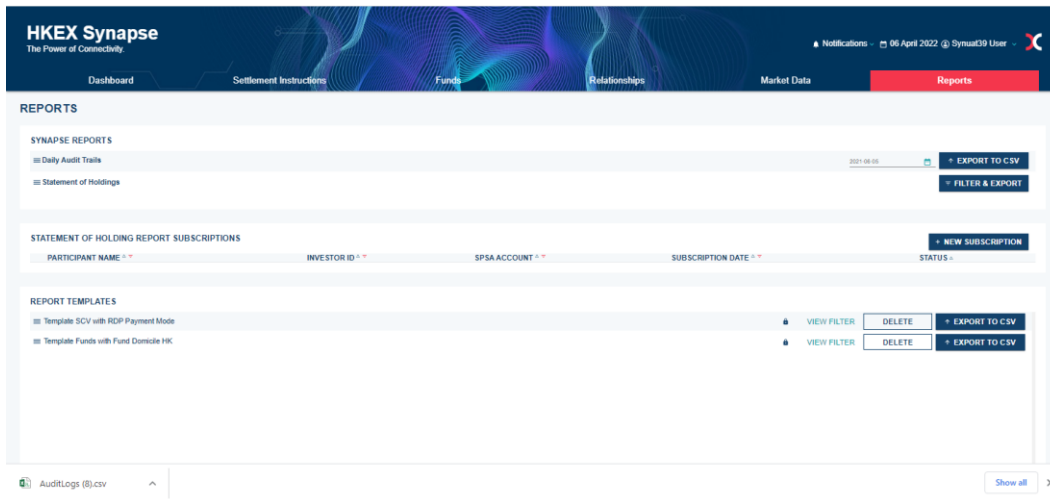 HKEX Synapse
The Power of Connectivity.
Notifications 06 April 2022 Synuat39 User
Dashboard Settlement Instructions Funds Relationships Market Data Reports
REPORTS
SYNAPSE REPORTS
Daily Audit Trails 2021-08-05 EXPORT TO CSV
Statement of Holdings FILTER & EXPORT
STATEMENT OF HOLDING REPORT SUBSCRIPTIONS
+ NEW SUBSCRIPTION
PARTICIPANT NAME INVESTOR ID SPSA ACCOUNT SUBSCRIPTION DATE STATUS
REPORT TEMPLATES
Template SCV with RDP Payment Mode VIEW FILTER DELETE EXPORT TO CSV
Template Funds with Fund Domicile HK VIEW FILTER DELETE EXPORT TO CSV
AuditLogs (8).csv Show all